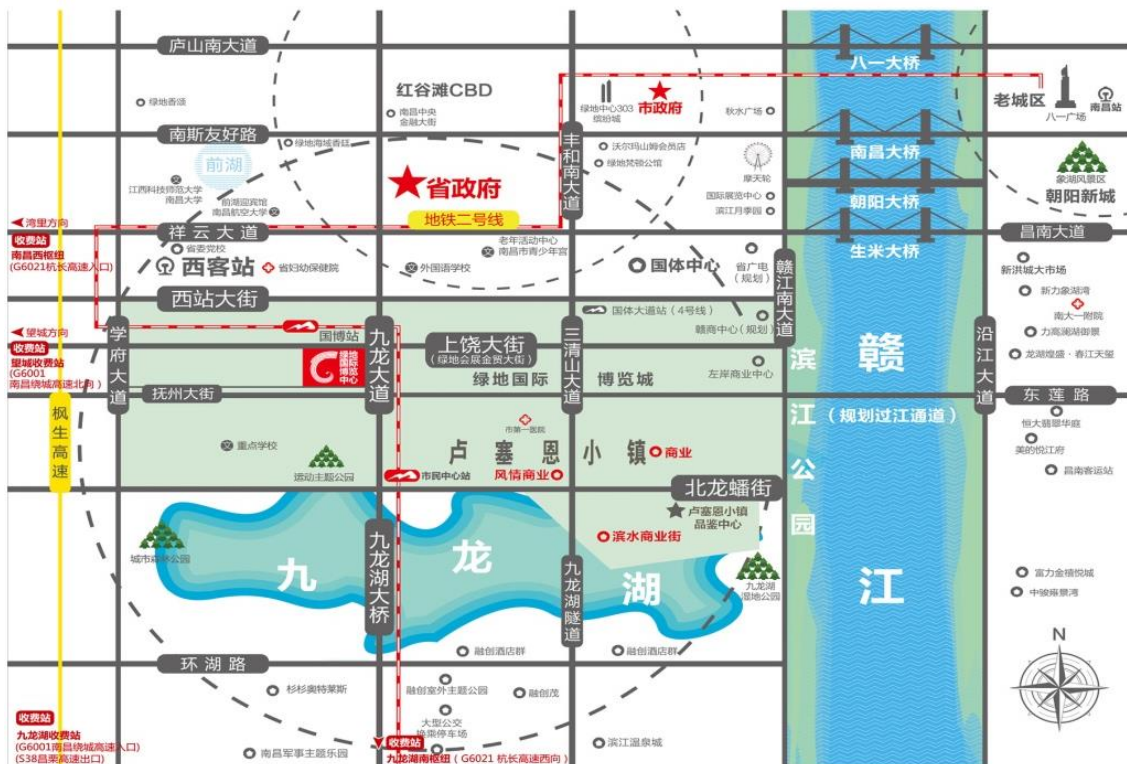 庐山南大道
八一大桥
红谷滩CBD
绿地中心303
缤纷城
市政府
老城区
南昌站
八一广场
绿地香颂
南昌中央
金融大街
秋水广场
南斯友好路
绿地海域香廷
丰和南大道
沃尔玛山姆会员店
绿地梵顿公馆
南昌大桥
前湖
摩天轮
象湖风景区
朝阳新城
江西科技师范大学
南昌大学
省政府
国际展览中心
朝阳大桥
前湖迎宾馆
南昌航空大学
地铁二号线
滨江月季园
湾里方向
收费站
南昌西枢纽
(G6021杭长高速入口)
祥云大道
生米大桥
昌南大道
省委党校
西客站
省妇幼保健院
老年活动中心
南昌市青少年宫
外国语学校
国体中心
省广电
(规划)
赣江南大道
新洪城大市场
西站大街
新力象湖湾
南大一附院
国体大道站(4号线)
望城方向
收费站
望城收费站
(G6001
南昌绕城高速北向)
学府大道
国博站
九龙大道
上饶大街
(绿地会展金贸大街)
三清山大道
赣商中心(规划)
沿江大道
力高澜湖御景
龙湖煌盛·春江天玺
绿地
国际
博览
中心
绿地国际
博览城
左岸商业中心
滨江公园
赣江
抚州大街
(规划过江通道)
东莲路
枫生高速
恒大翡翠华庭
美的悦江府
昌南客运站
重点学校
运动主题公园
市第一医院
卢塞恩小镇
商业
风情商业
市民中心站
北龙蟠街
卢塞恩小镇
品鉴中心
滨水商业街
城市森林公园
九龙湖
九龙湖大桥
九龙湖隧道
九龙湖
湿地公园
富力金禧悦城
中骏雍景湾
环湖路
融创酒店群
融创酒店群
N
杉杉奥特莱斯
融创室外主题公园
融创茂
大型公交
换乘停车场
收费站
九龙湖收费站
(G6001南昌绕城高速入口)
(S38昌栗高速出口)
南昌军事主题乐园
收费站
九龙湖南枢纽(G6021 杭长高速西向)
滨江温泉城